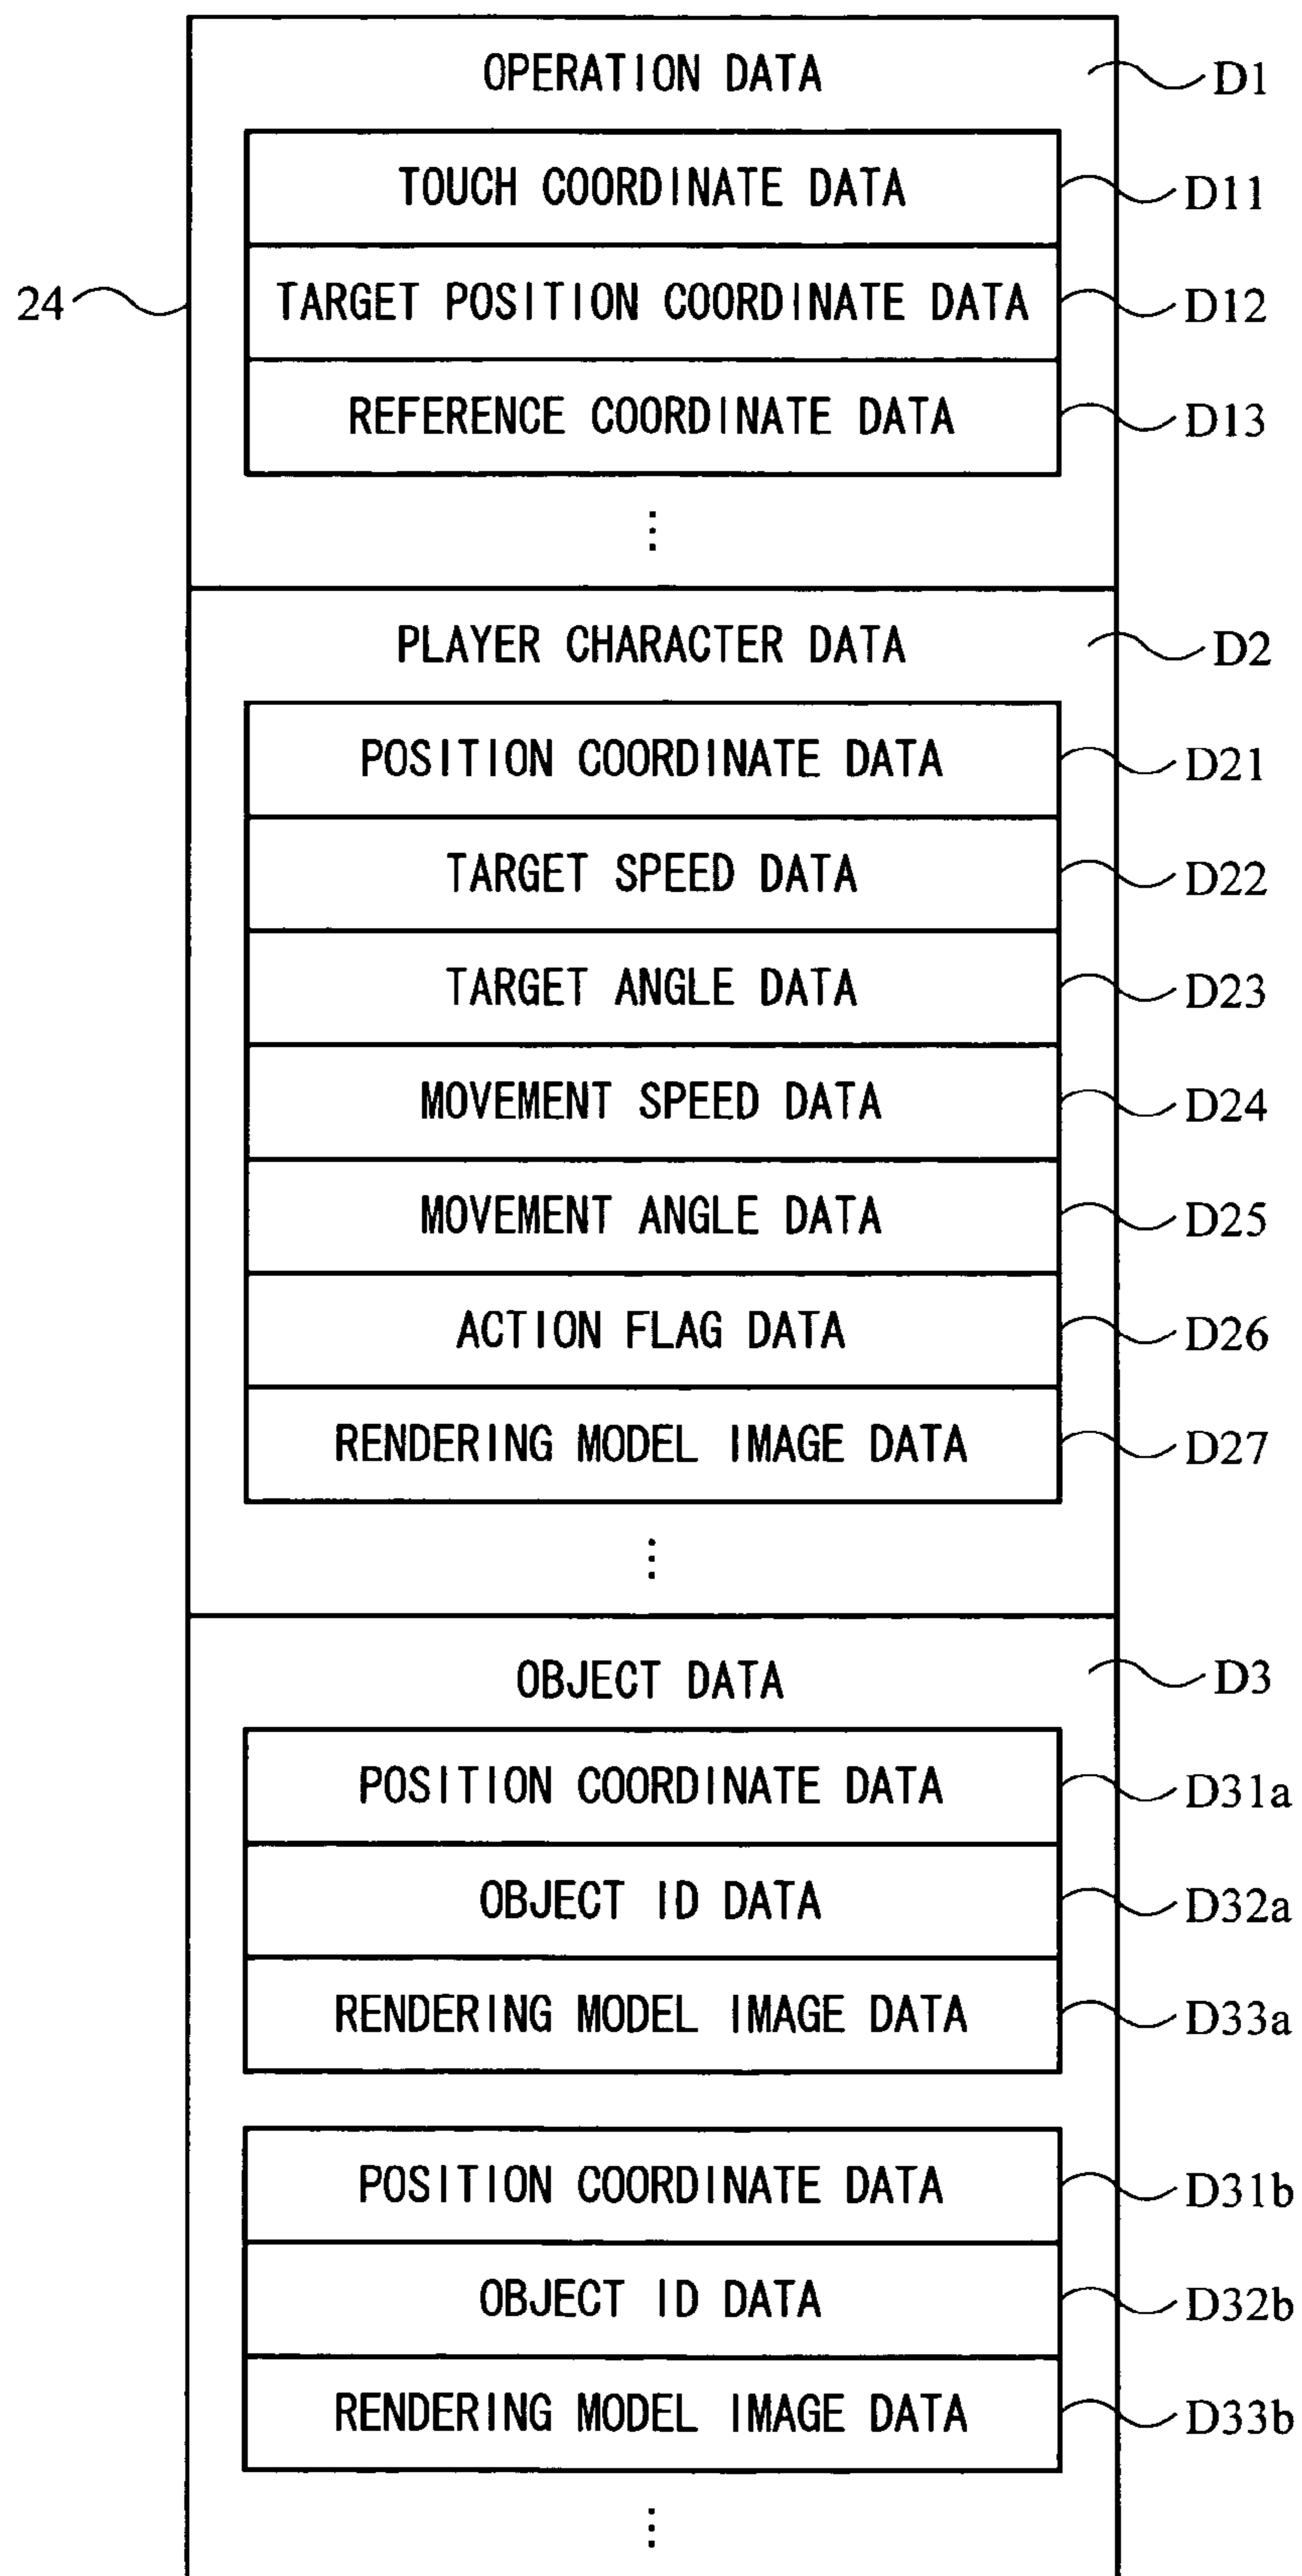 OPERATION DATA D1
TOUCH COORDINATE DATA D11
24 TARGET POSITION COORDINATE DATA D12
REFERENCE COORDINATE DATA D13
⋮
PLAYER CHARACTER DATA D2
POSITION COORDINATE DATA D21
TARGET SPEED DATA D22
TARGET ANGLE DATA D23
MOVEMENT SPEED DATA D24
MOVEMENT ANGLE DATA D25
ACTION FLAG DATA D26
RENDERING MODEL IMAGE DATA D27
⋮
OBJECT DATA D3
POSITION COORDINATE DATA D31a
OBJECT ID DATA D32a
RENDERING MODEL IMAGE DATA D33a
POSITION COORDINATE DATA D31b
OBJECT ID DATA D32b
RENDERING MODEL IMAGE DATA D33b
⋮